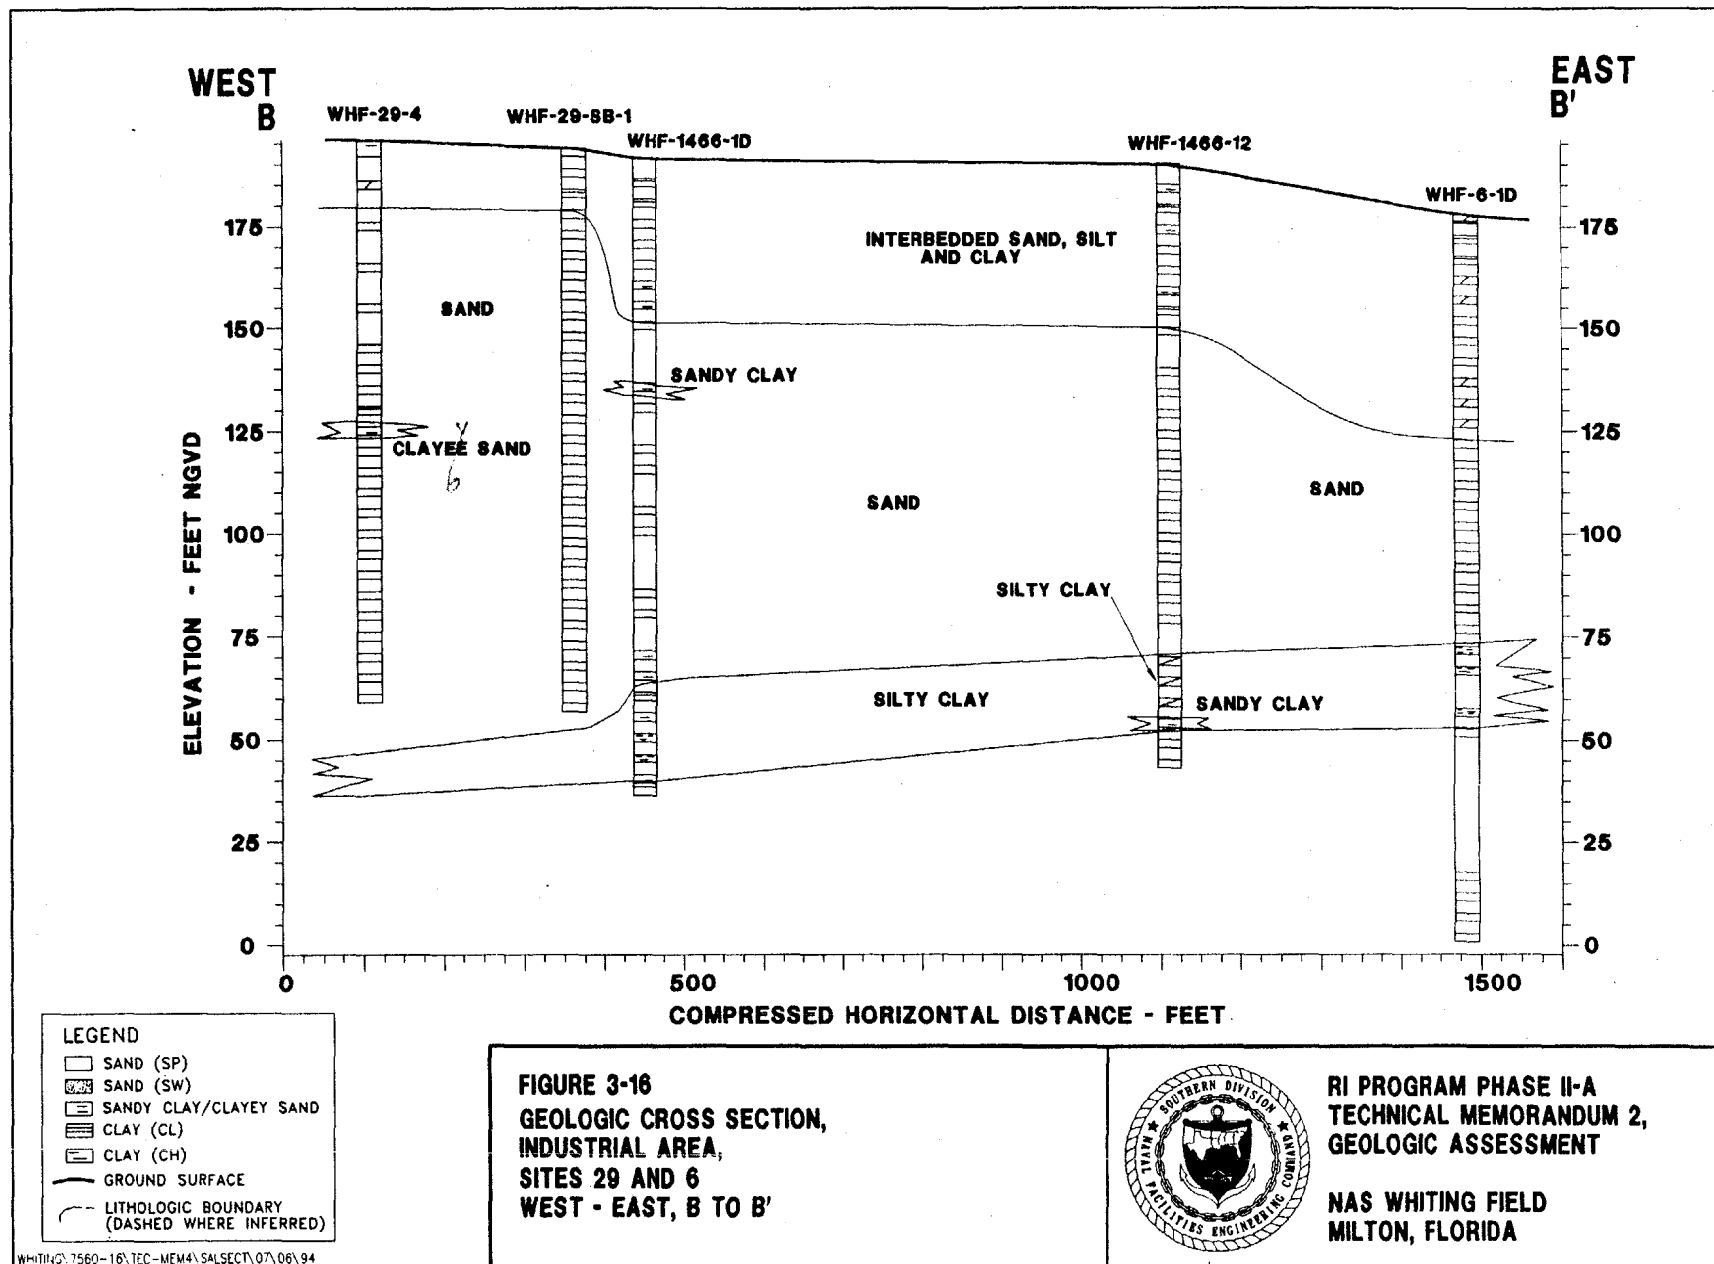 WEST
B
EAST
B'
WHF-29-4
WHF-29-SB-1
WHF-1466-1D
WHF-1466-12
WHF-6-1D
175
150
125
100
75
50
25
0
ELEVATION - FEET NGVD
175
150
125
100
75
50
25
0
INTERBEDDED SAND, SILT
AND CLAY
SAND
SANDY CLAY
CLAYEE SAND
y
SAND
SAND
SILTY CLAY
SILTY CLAY
SANDY CLAY
0
500
1000
1500
COMPRESSED HORIZONTAL DISTANCE - FEET
LEGEND
SAND (SP)
SAND (SW)
SANDY CLAY/CLAYEY SAND
CLAY (CL)
CLAY (CH)
GROUND SURFACE
LITHOLOGIC BOUNDARY
(DASHED WHERE INFERRED)
WHITING\7560-16\TEC-MEM4\SALSECT\07\06\94
FIGURE 3-16
GEOLOGIC CROSS SECTION,
INDUSTRIAL AREA,
SITES 29 AND 6
WEST - EAST, B TO B'
SOUTHERN DIVISION
NAVAL FACILITIES ENGINEERING COMMAND
RI PROGRAM PHASE II-A
TECHNICAL MEMORANDUM 2,
GEOLOGIC ASSESSMENT
NAS WHITING FIELD
MILTON, FLORIDA